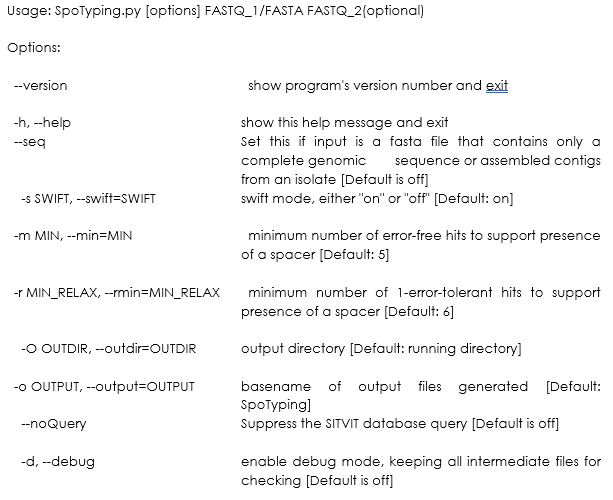 Usage: SpoTyping.py [options] FASTQ_1/FASTA FASTQ_2(optional)
Options:
--version show program's version number and exit
-h, --help show this help message and exit
--seq Set this if input is a fasta file that contains only a
complete genomic sequence or assembled contigs
from an isolate [Default is off]
-s SWIFT, --swift=SWIFT swift mode, either "on" or "off" [Default: on]
-m MIN, --min=MIN minimum number of error-free hits to support presence
of a spacer [Default: 5]
-r MIN_RELAX, --rmin=MIN_RELAX minimum number of 1-error-tolerant hits to support
presence of a spacer [Default: 6]
-O OUTDIR, --outdir=OUTDIR output directory [Default: running directory]
-o OUTPUT, --output=OUTPUT basename of output files generated [Default:
SpoTyping]
--noQuery Suppress the SITVIT database query [Default is off]
-d, --debug enable debug mode, keeping all intermediate files for
checking [Default is off]